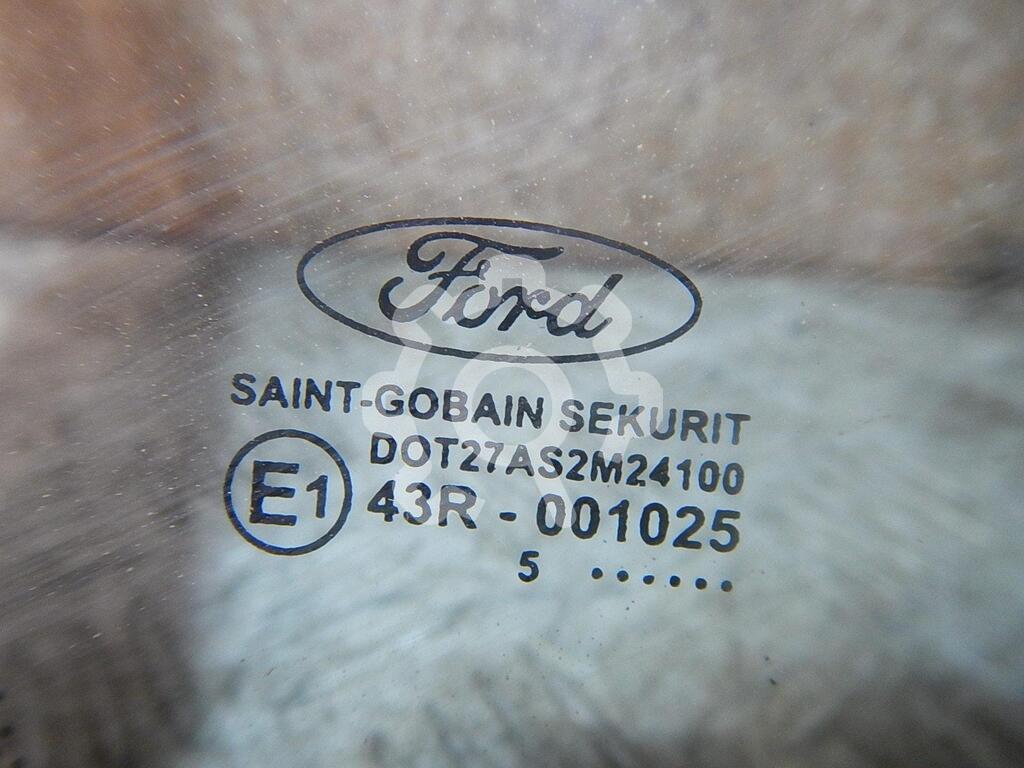 Ford
SAINT-GOBAIN SEKURIT
DOT27AS2M24100
E1 43R - 001025
5 ......